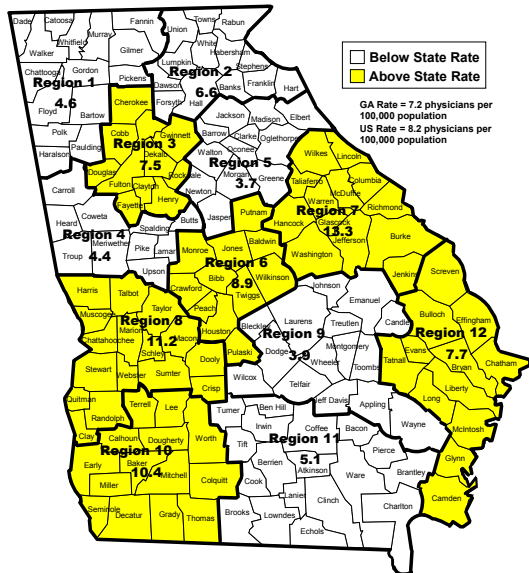 Dade
Catoosa
Fannin
Towns
Rabun
Union
Murray
Whitfield
Walker
Gilmer
White
Habersham
Lumpkin
Stephens
Chattooga
Gordon
Pickens
Dawson
Banks
Franklin
Hart
Region 1
4.6
Region 2
6.6
Floyd
Bartow
Cherokee
Forsyth
Hall
Below State Rate
Above State Rate
GA Rate = 7.2 physicians per
100,000 population
US Rate = 8.2 physicians per
100,000 population
Polk
Paulding
Haralson
Cobb
Gwinnett
Jackson
Madison
Elbert
Barrow
Clarke
Oglethorpe
Region 3
7.5
Dekalb
Douglas
Fulton
Clayton
Rockdale
Fayette
Henry
Walton
Oconee
Region 5
3.7
Morgan
Greene
Newton
Jasper
Wilkes
Lincoln
Taliaferro
Columbia
McDuffie
Warren
Richmond
Region 7
13.3
Hancock
Glascock
Jefferson
Burke
Washington
Jenkins
Carroll
Coweta
Heard
Region 4
4.4
Spalding
Butts
Troup
Meriwether
Pike
Lamar
Upson
Putnam
Jones
Baldwin
Monroe
Region 6
8.9
Bibb
Wilkinson
Crawford
Twiggs
Peach
Houston
Pulaski
Harris
Talbot
Muscogee
Taylor
Region 8
11.2
Marion
Macon
Chattahoochee
Schley
Dooly
Stewart
Webster
Sumter
Crisp
Quitman
Randolph
Clay
Johnson
Emanuel
Laurens
Bleckley
Treutlen
Candler
Region 9
3.9
Dodge
Montgomery
Wheeler
Toombs
Wilcox
Telfair
Jeff Davis
Appling
Wayne
Screven
Bulloch
Effingham
Region 12
7.7
Evans
Bryan
Chatham
Tattnall
Liberty
Long
McIntosh
Glynn
Camden
Terrell
Lee
Calhoun
Dougherty
Worth
Region 10
10.4
Early
Baker
Mitchell
Miller
Colquitt
Seminole
Decatur
Grady
Thomas
Turner
Ben Hill
Irwin
Coffee
Bacon
Tift
Region 11
5.1
Pierce
Berrien
Atkinson
Ware
Brantley
Cook
Lanier
Clinch
Charlton
Brooks
Lowndes
Echols